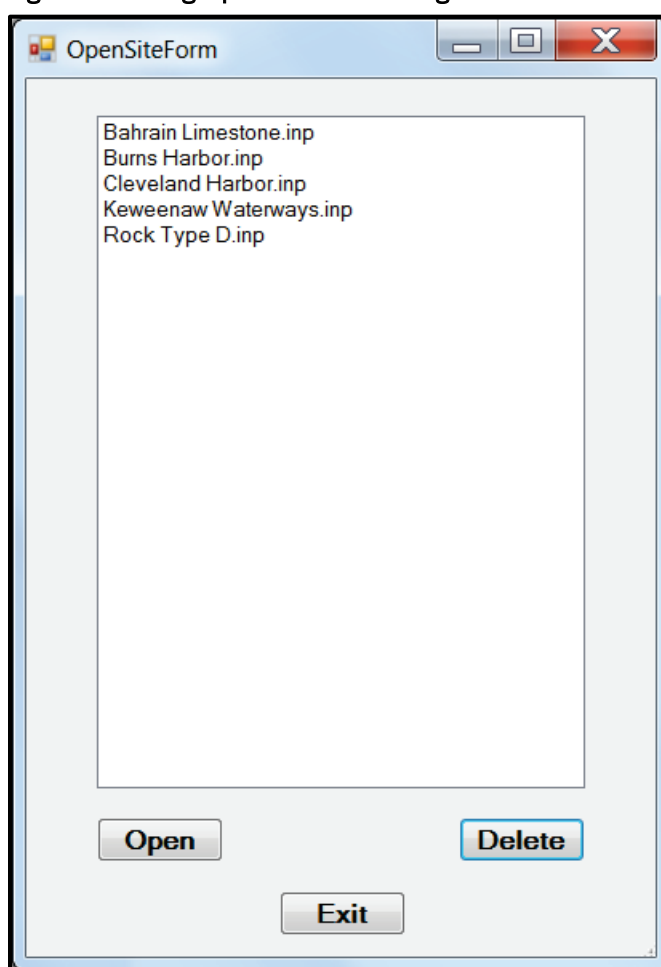 OpenSiteForm
Bahrain Limestone.inp
Burns Harbor.inp
Cleveland Harbor.inp
Keweenaw Waterways.inp
Rock Type D.inp
Open
Delete
Exit